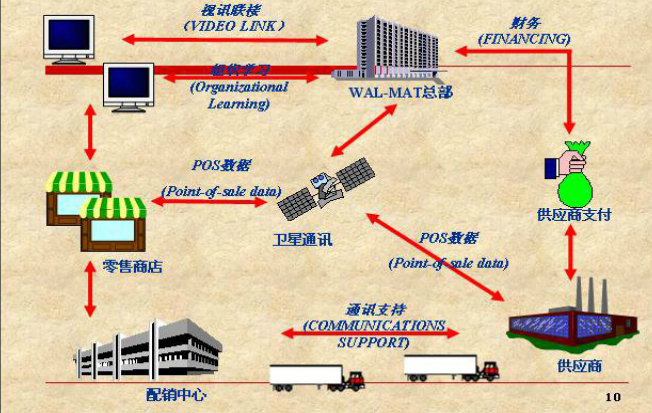 视讯联接
（VIDEO LINK）
财务
(FINANCING)
组织学习
(Organizational
Learning)
WAL-MAT总部
POS数据
(Point-of-sale data)
卫星通讯
供应商支付
零售商店
POS数据
(Point-of-sale data)
通讯支持
(COMMUNICATIONS
SUPPORT)
供应商
配销中心
10